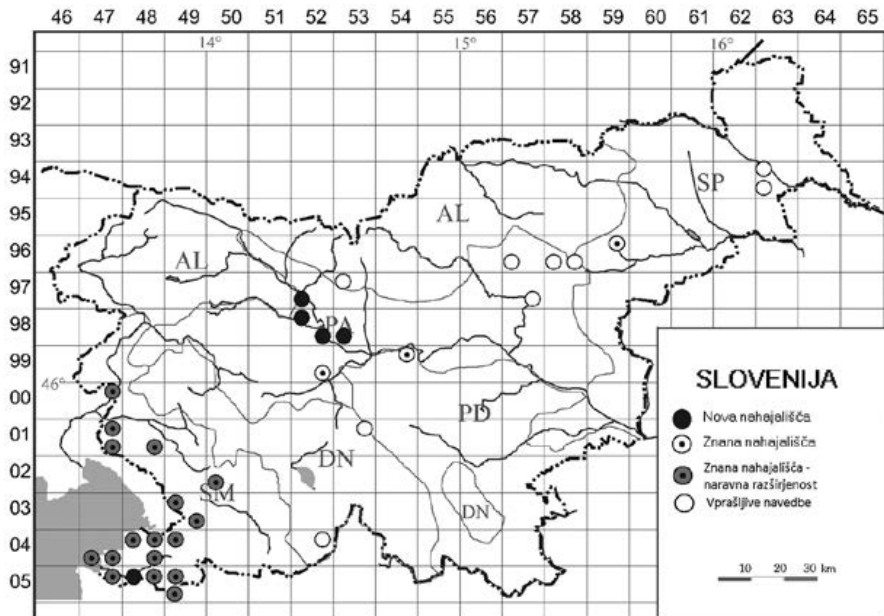 46 47 48 49 50 51 52 53 54 55 56 57 58 59 60 61 62 63 64 65
14° 15° 16°
91
92
93
94
SP
95
AL
96
AL
97
98
PA
99
46°
00
PD
01
02
DN
SM
03
DN
04
05
SLOVENIJA
Nova nahajališča
Znana nahajališča
Znana nahajališča -
naravna razširjenost
Vprašljive navedbe
10 20 30 km